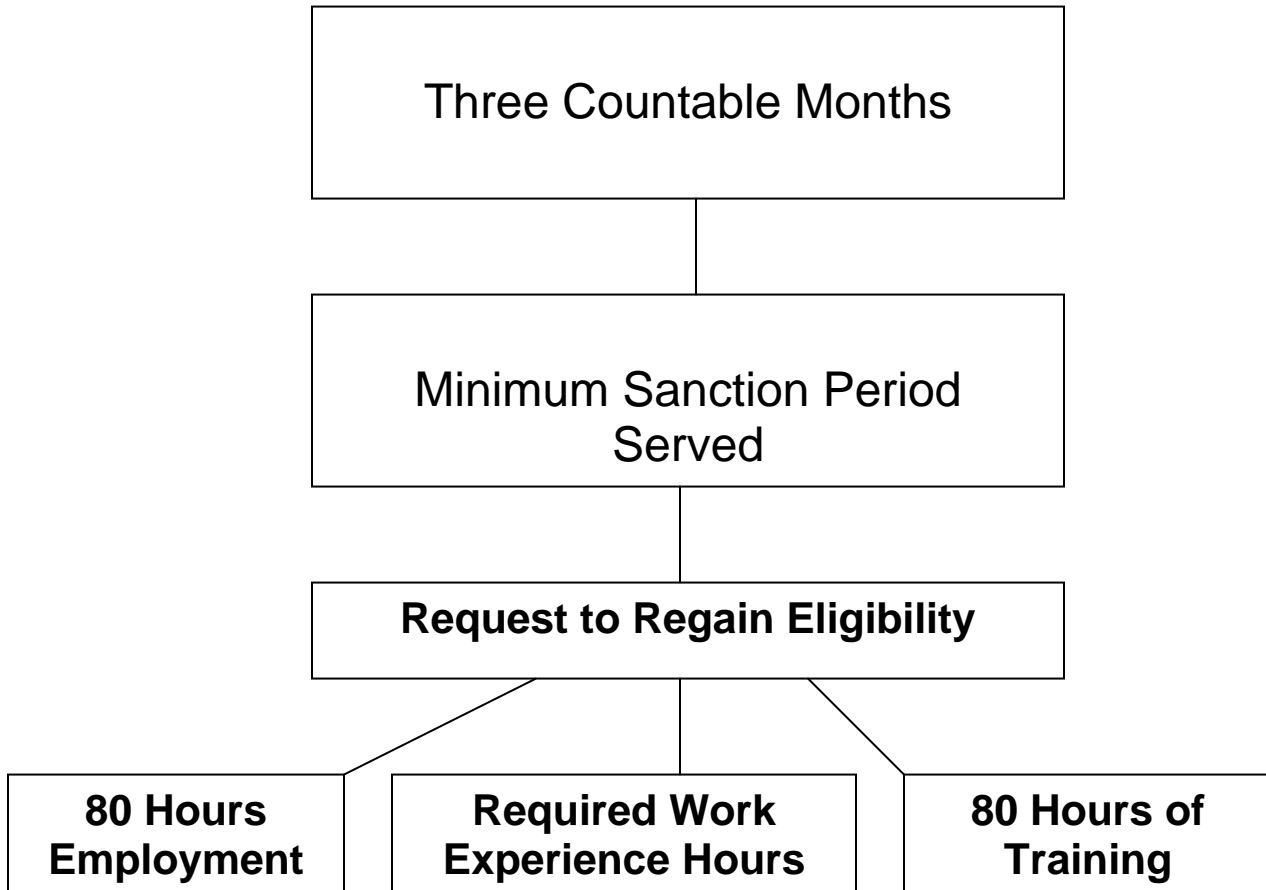 Three Countable Months
Minimum Sanction Period
Served
Request to Regain Eligibility
80 Hours
Employment
Required Work
Experience Hours
80 Hours of
Training